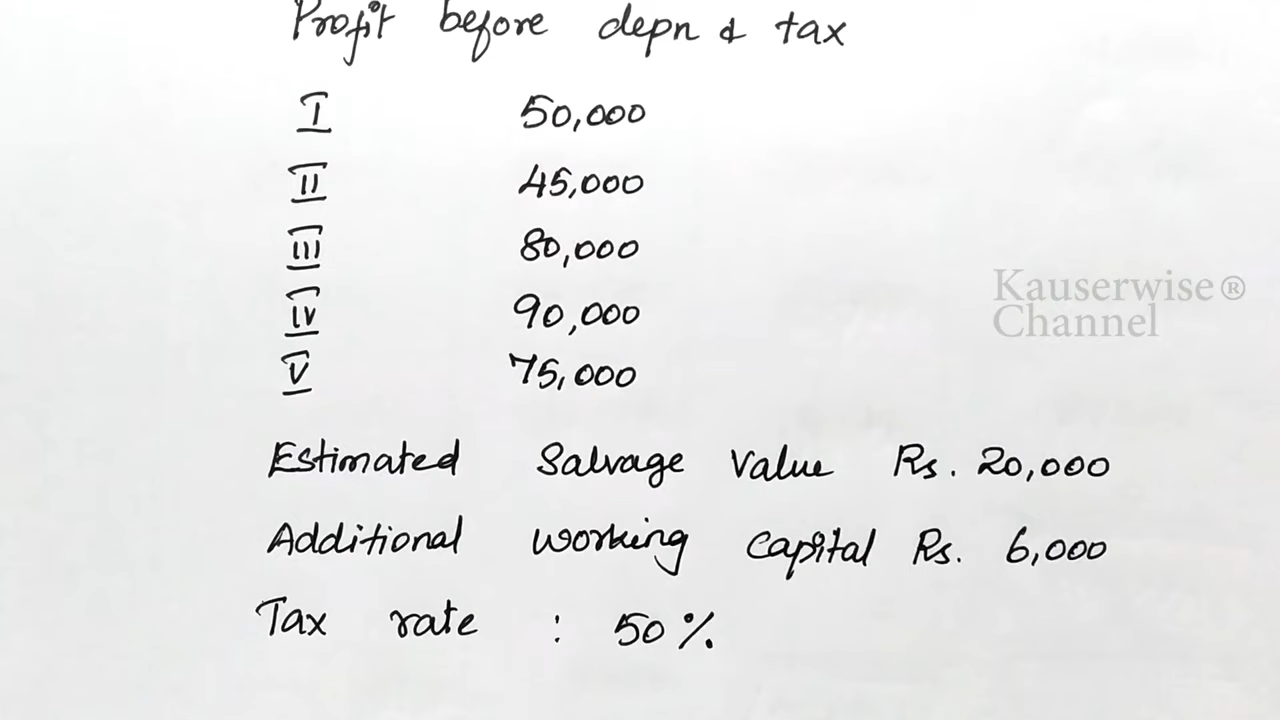 Profit before depn & tax
I 50,000
II 45,000
III 80,000
IV 90,000
V 75,000
Kauserwise®
Channel
Estimated Salvage Value Rs. 20,000
Additional working capital Rs. 6,000
Tax rate : 50%